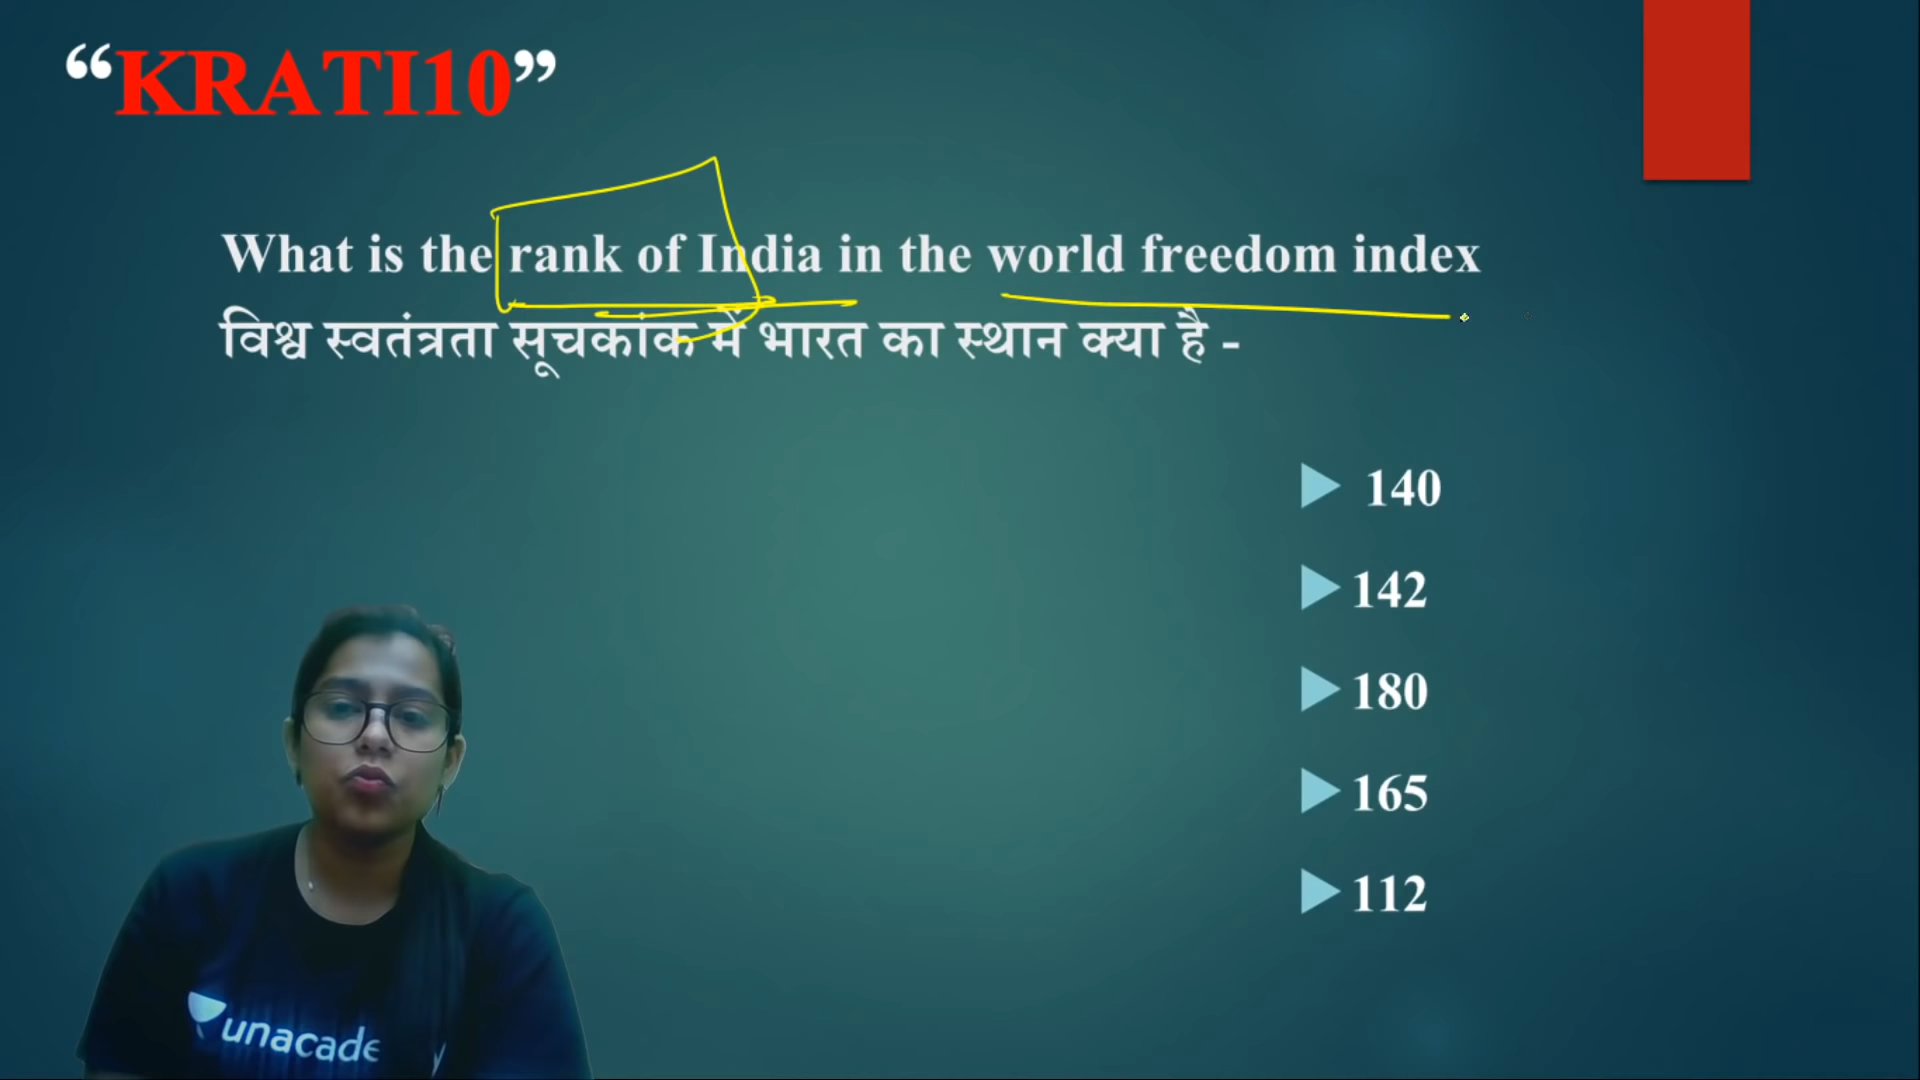 “KRATI10”
What is the rank of India in the world freedom index
विश्व स्वतंत्रता सूचकांक में भारत का स्थान क्या है -
140
142
180
165
112
unacade y